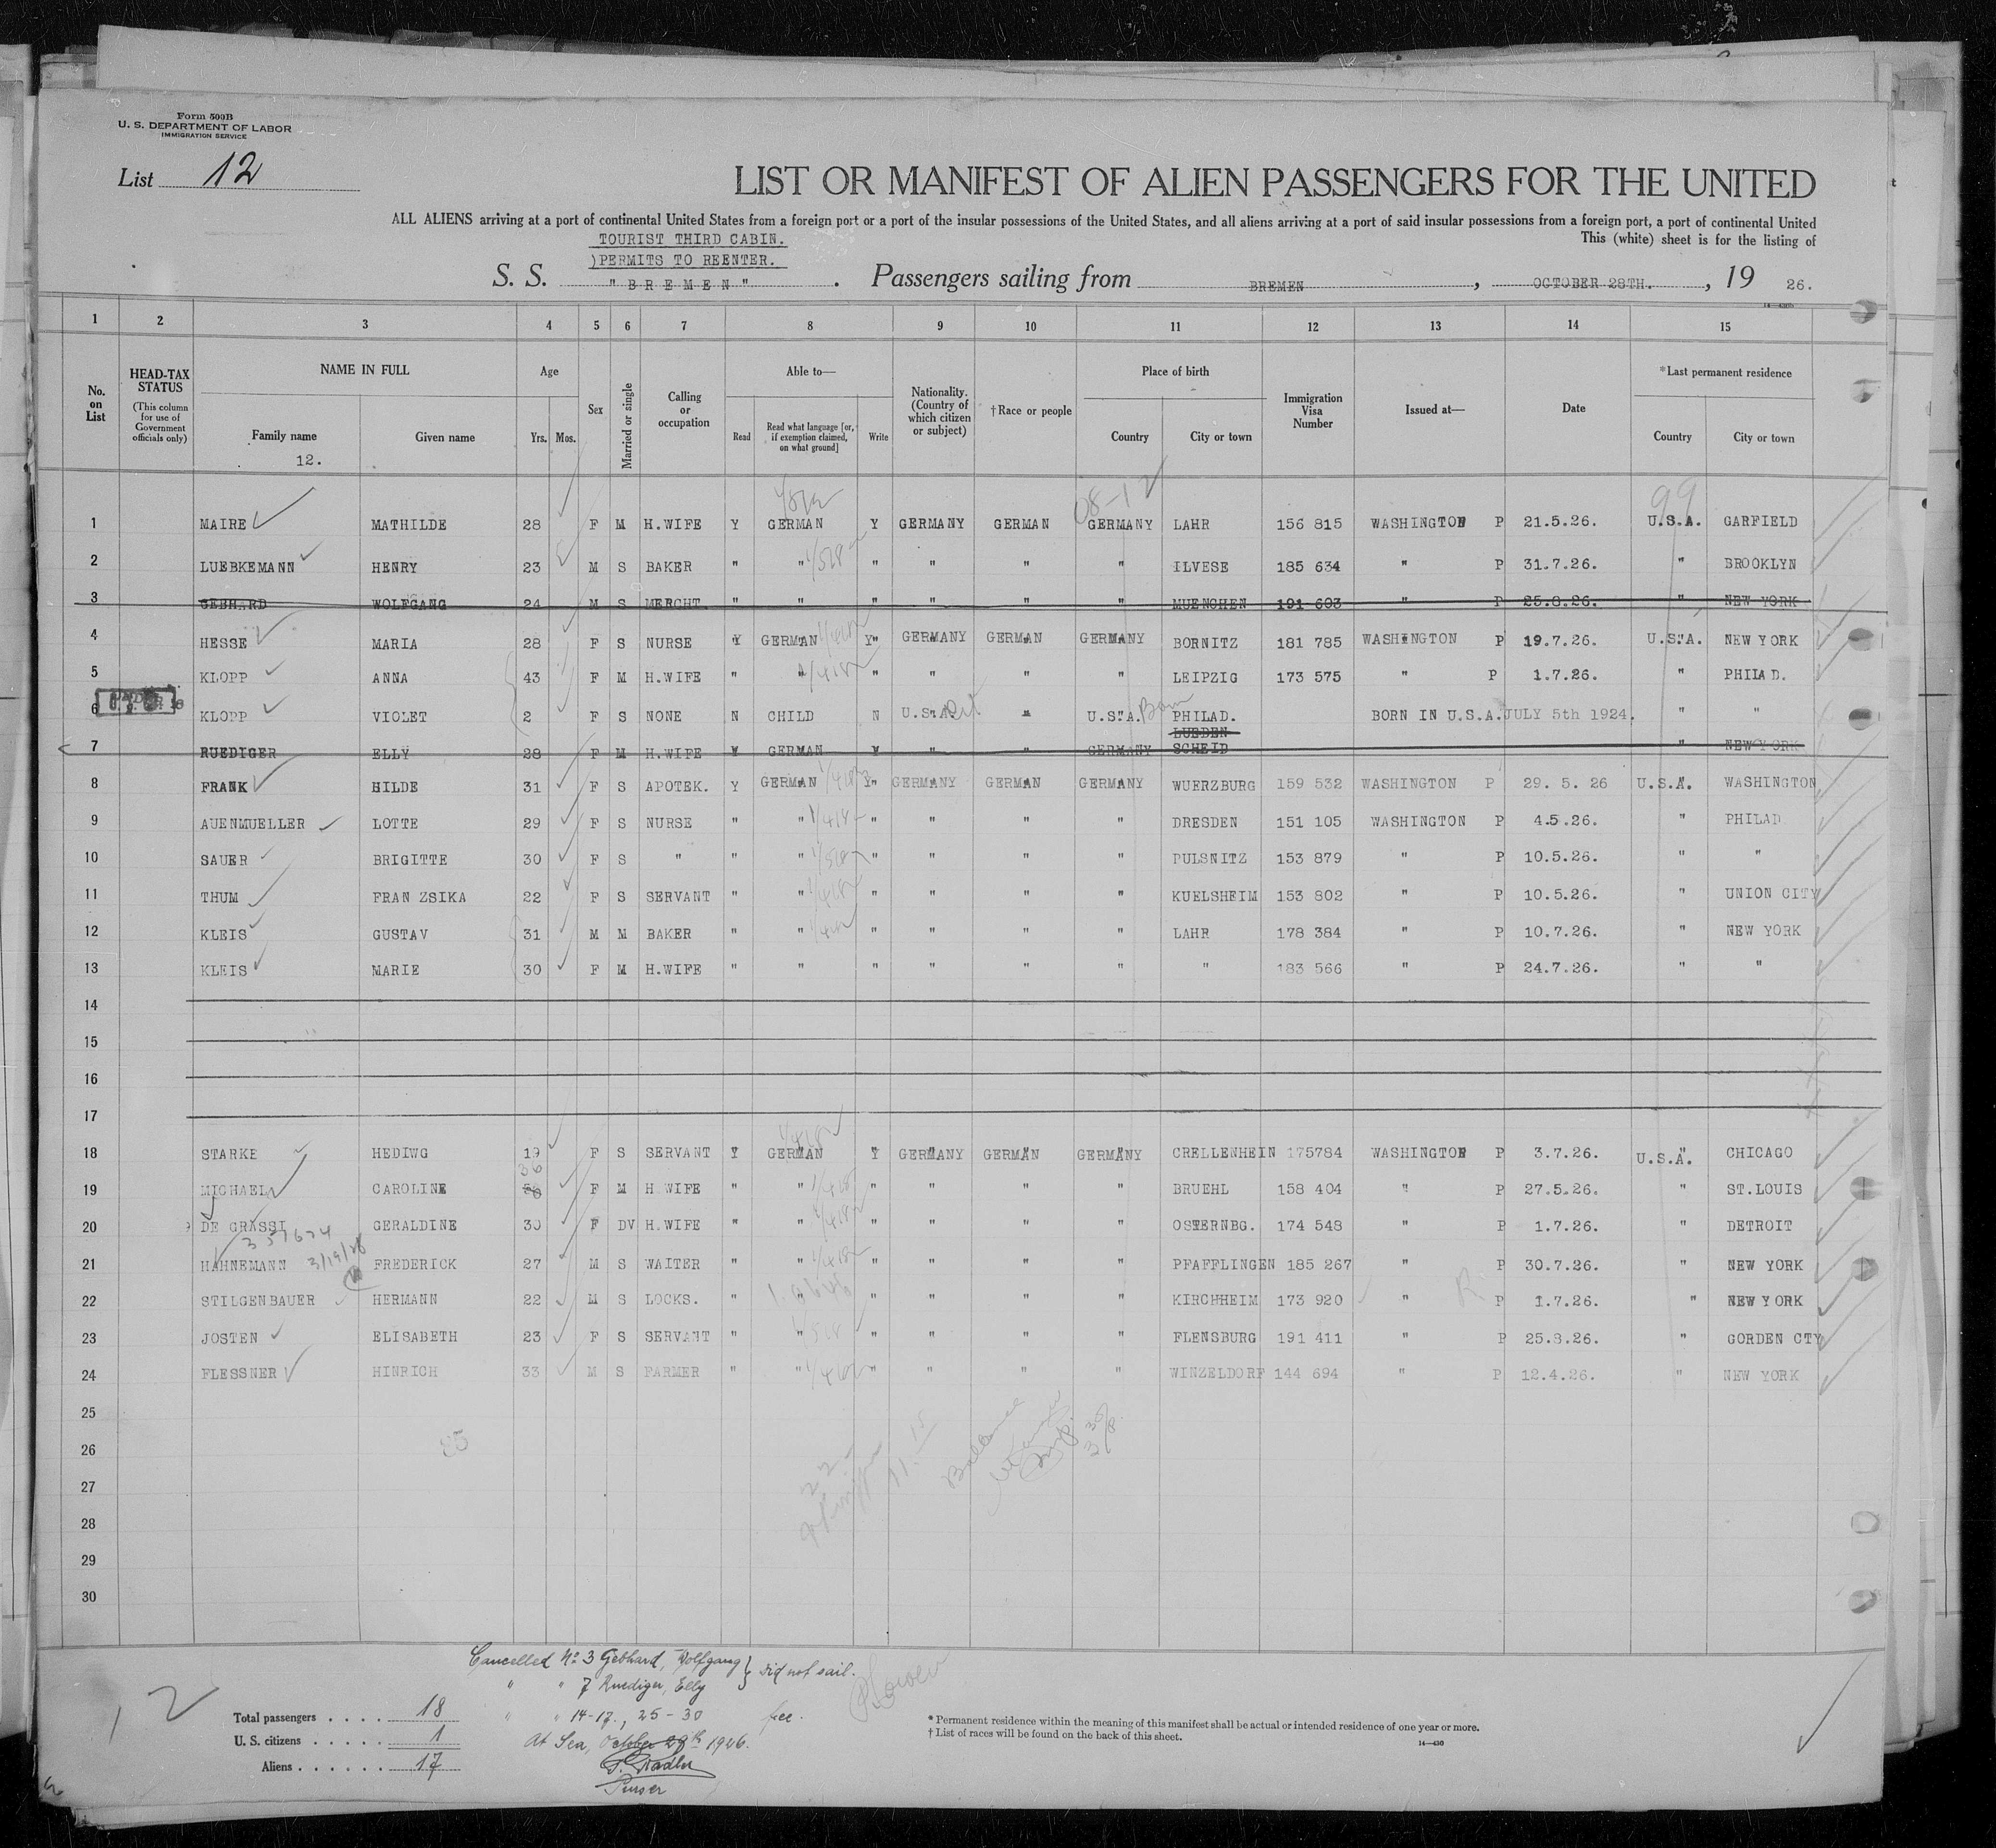 Form 500B
U. S. DEPARTMENT OF LABOR
IMMIGRATION SERVICE
List 12
LIST OR MANIFEST OF ALIEN PASSENGERS FOR THE UNITED
ALL ALIENS arriving at a port of continental United States from a foreign port or a port of the insular possessions of the United States, and all aliens arriving at a port of said insular possessions from a foreign port, a port of continental United
TOURIST THIRD CABIN. This (white) sheet is for the listing of
)PERMITS TO REENTER.
S. S. "BREMEN". Passengers sailing from BREMEN, OCTOBER 28TH., 19 26.
1 2 3 4 5 6 7 8 9 10 11 12 13 14 15
No. on List
HEAD-TAX STATUS (This column for use of Government officials only)
NAME IN FULL
Family name
12.
Given name
Age
Yrs. Mos.
Sex
Married or single
Calling or occupation
Able to—
Read
Read what language [or, if exemption claimed, on what ground]
Write
Nationality. (Country of which citizen or subject)
†Race or people
Place of birth
Country
City or town
Immigration Visa Number
Issued at—
Date
*Last permanent residence
Country
City or town
08-12 99
1 MAIRE MATHILDE 28 F M H.WIFE Y GERMAN Y GERMANY GERMAN GERMANY LAHR 156 815 WASHINGTON P 21.5.26. U.S.A. GARFIELD
2 LUEBKEMANN HENRY 23 M S BAKER " " " " " " ILVESE 185 634 " P 31.7.26. " BROOKLYN
3 GEBHARD WOLFGANG 24 M S MERCHT. " " " " " " MUENCHEN 191 603 " P 25.8.26. " NEW YORK
4 HESSE MARIA 28 F S NURSE Y GERMAN Y" GERMANY GERMAN GERMANY BORNITZ 181 785 WASHINGTON P 19.7.26. U.S.A. NEW YORK
5 KLOPP ANNA 43 F M H.WIFE " " " " " " LEIPZIG 173 575 " P 1.7.26. " PHILAD.
6 KLOPP VIOLET 2 F S NONE N CHILD N U.S.A. " U.S.A. Born PHILAD. BORN IN U.S.A. JULY 5th 1924. " "
LUEDEN
7 RUEDIGER ELLY 28 F M H.WIFE Y GERMAN Y " " GERMANY SCHEID " NEW YORK
8 FRANK HILDE 31 F S APOTEK. Y GERMAN Y" GERMANY GERMAN GERMANY WUERZBURG 159 532 WASHINGTON P 29. 5. 26 U.S.A. WASHINGTON
9 AUENMUELLER LOTTE 29 F S NURSE " " " " " " DRESDEN 151 105 WASHINGTON P 4.5.26. " PHILAD
10 SAUER BRIGITTE 30 F S " " " " " " " PULSNITZ 153 879 " P 10.5.26. " "
11 THUM FRAN ZSIKA 22 F S SERVANT " " " " " " KUELSHEIM 153 802 " P 10.5.26. " UNION CITY
12 KLEIS GUSTAV 31 M M BAKER " " " " " " LAHR 178 384 " P 10.7.26. " NEW YORK
13 KLEIS MARIE 30 F M H.WIFE " " " " " " " 183 566 " P 24.7.26. " "
14
15
16
17
18 STARKE HEDIWG 19 F S SERVANT Y GERMAN Y GERMANY GERMAN GERMANY CRELLENHEIN 175784 WASHINGTON P 3.7.26. U.S.A. CHICAGO
36
19 MICHAEL CAROLINE F M H.WIFE " " " " " " BRUEHL 158 404 " P 27.5.26. " ST.LOUIS
20 DE GRASSI GERALDINE 30 F DV H.WIFE " " " " " " OSTERNBG. 174 548 " P 1.7.26. " DETROIT
3/19/28
21 HAHNEMANN FREDERICK 27 M S WAITER " " " " " " PFAFFLINGEN 185 267 " P 30.7.26. " NEW YORK
22 STILGENBAUER HERMANN 22 M S LOCKS. " " " " " " KIRCHHEIM 173 920 " P 1.7.26. " NEW YORK
23 JOSTEN ELISABETH 23 F S SERVANT " " " " " " FLENSBURG 191 411 " P 25.8.26. " GORDEN CTY
24 FLESSNER HINRICH 33 M S FARMER " " " " " " WINZELDORF 144 694 " P 12.4.26. " NEW YORK
25
26
27
28
29
30
Cancelled No 3 Gebhard, Wolfgang } did not sail.
" " 7 Ruediger, Elly
" " 14-17., 25-30 free.
At Sea, October 29th 1926.
Purser
12
Total passengers . . . . 18
U. S. citizens . . . . . 1
Aliens . . . . . . 17
* Permanent residence within the meaning of this manifest shall be actual or intended residence of one year or more.
† List of races will be found on the back of this sheet.
14—430